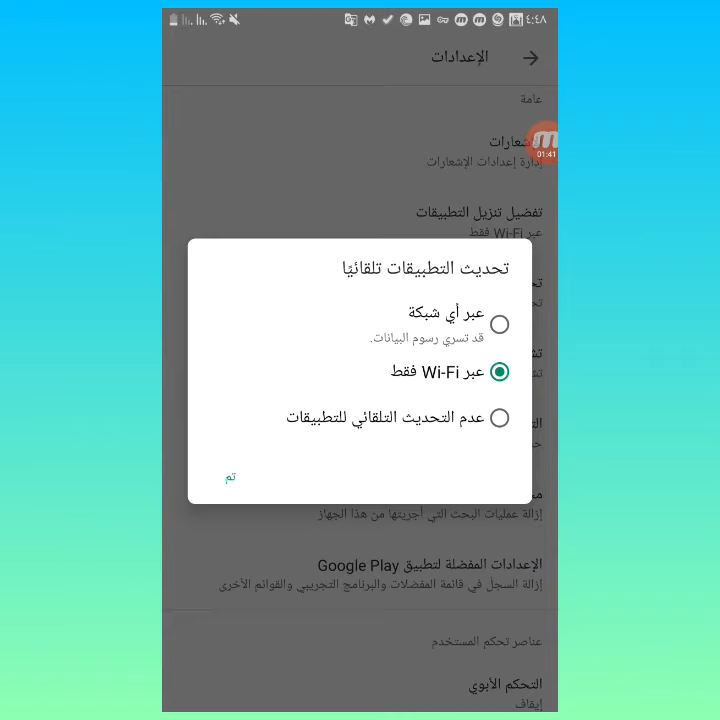 ٤:٤٨
الإعدادات
عامة
01:41
إدارة إعدادات الإشعارات
تفضيل تنزيل التطبيقات
عبر Wi-Fi فقط
تحديث التطبيقات تلقائيًا
عبر أي شبكة
قد تسري رسوم البيانات.
عبر Wi-Fi فقط
عدم التحديث التلقائي للتطبيقات
تم
إزالة عمليات البحث التي أجريتها من هذا الجهاز
الإعدادات المفضلة لتطبيق Google Play
إزالة السجل في قائمة المفضلات والبرنامج التجريبي والقوائم الأخرى
عناصر تحكم المستخدم
التحكم الأبوي
إيقاف